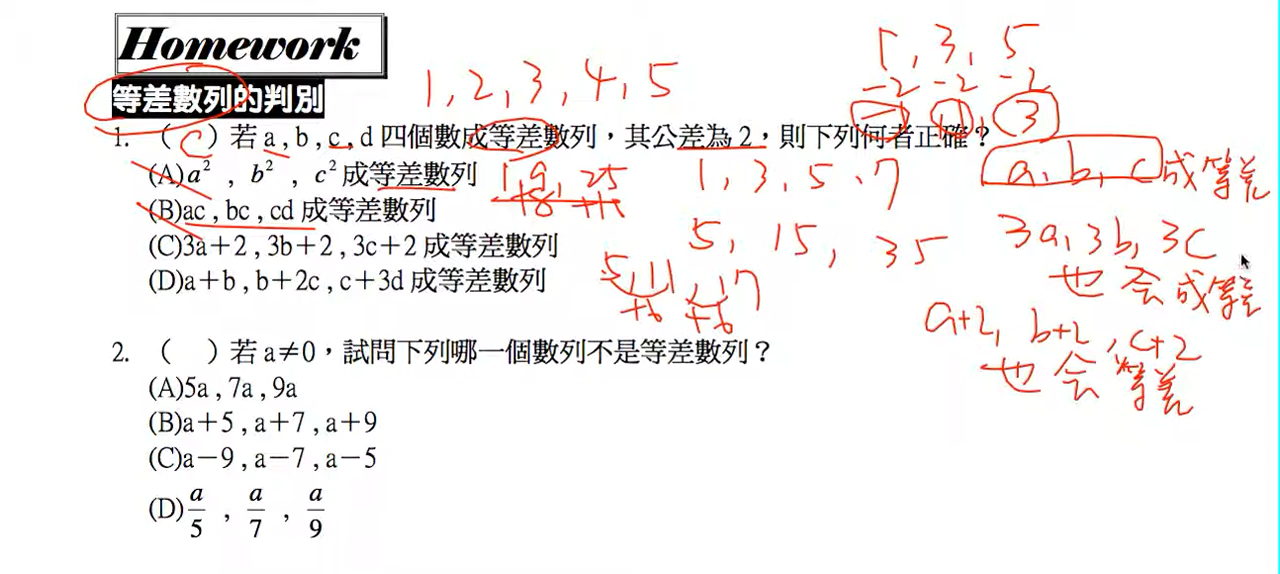 Homework
等差數列的判別
1, 2, 3, 4, 5
1, 3, 5
-2 -2 -2
3
1. ( C ) 若 a , b , c , d 四個數成等差數列，其公差為 2，則下列何者正確？
(A) a² , b² , c² 成等差數列
1, 9, 25
+8
1, 3, 5, 7
a, b, c 成等差
(B)ac , bc , cd 成等差數列
(C)3a＋2 , 3b＋2 , 3c＋2 成等差數列
5, 15, 35
3a, 3b, 3c
(D)a＋b , b＋2c , c＋3d 成等差數列
5, 11, 17
+6 +6
也会成等差
a+2, b+2, c+2
也会等差
2. ( ) 若 a≠0，試問下列哪一個數列不是等差數列？
(A)5a , 7a , 9a
(B)a＋5 , a＋7 , a＋9
(C)a－9 , a－7 , a－5
(D) a/5 , a/7 , a/9